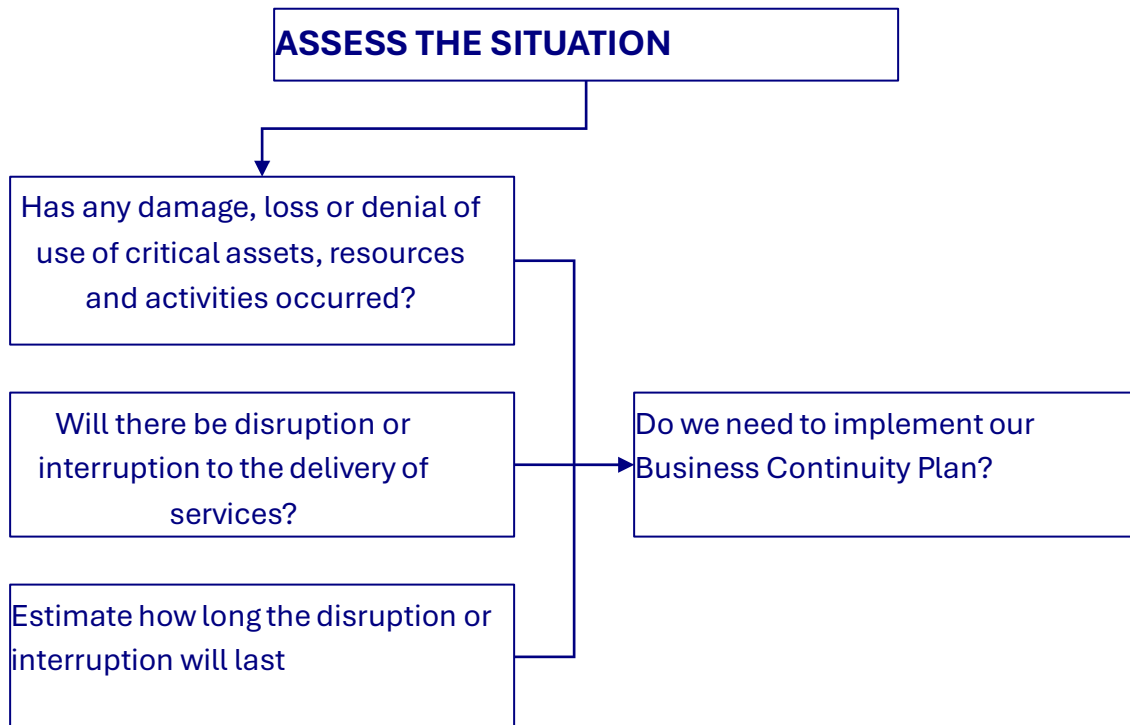 ASSESS THE SITUATION
Has any damage, loss or denial of
use of critical assets, resources
and activities occurred?
Will there be disruption or
interruption to the delivery of
services?
Do we need to implement our
Business Continuity Plan?
Estimate how long the disruption or
interruption will last